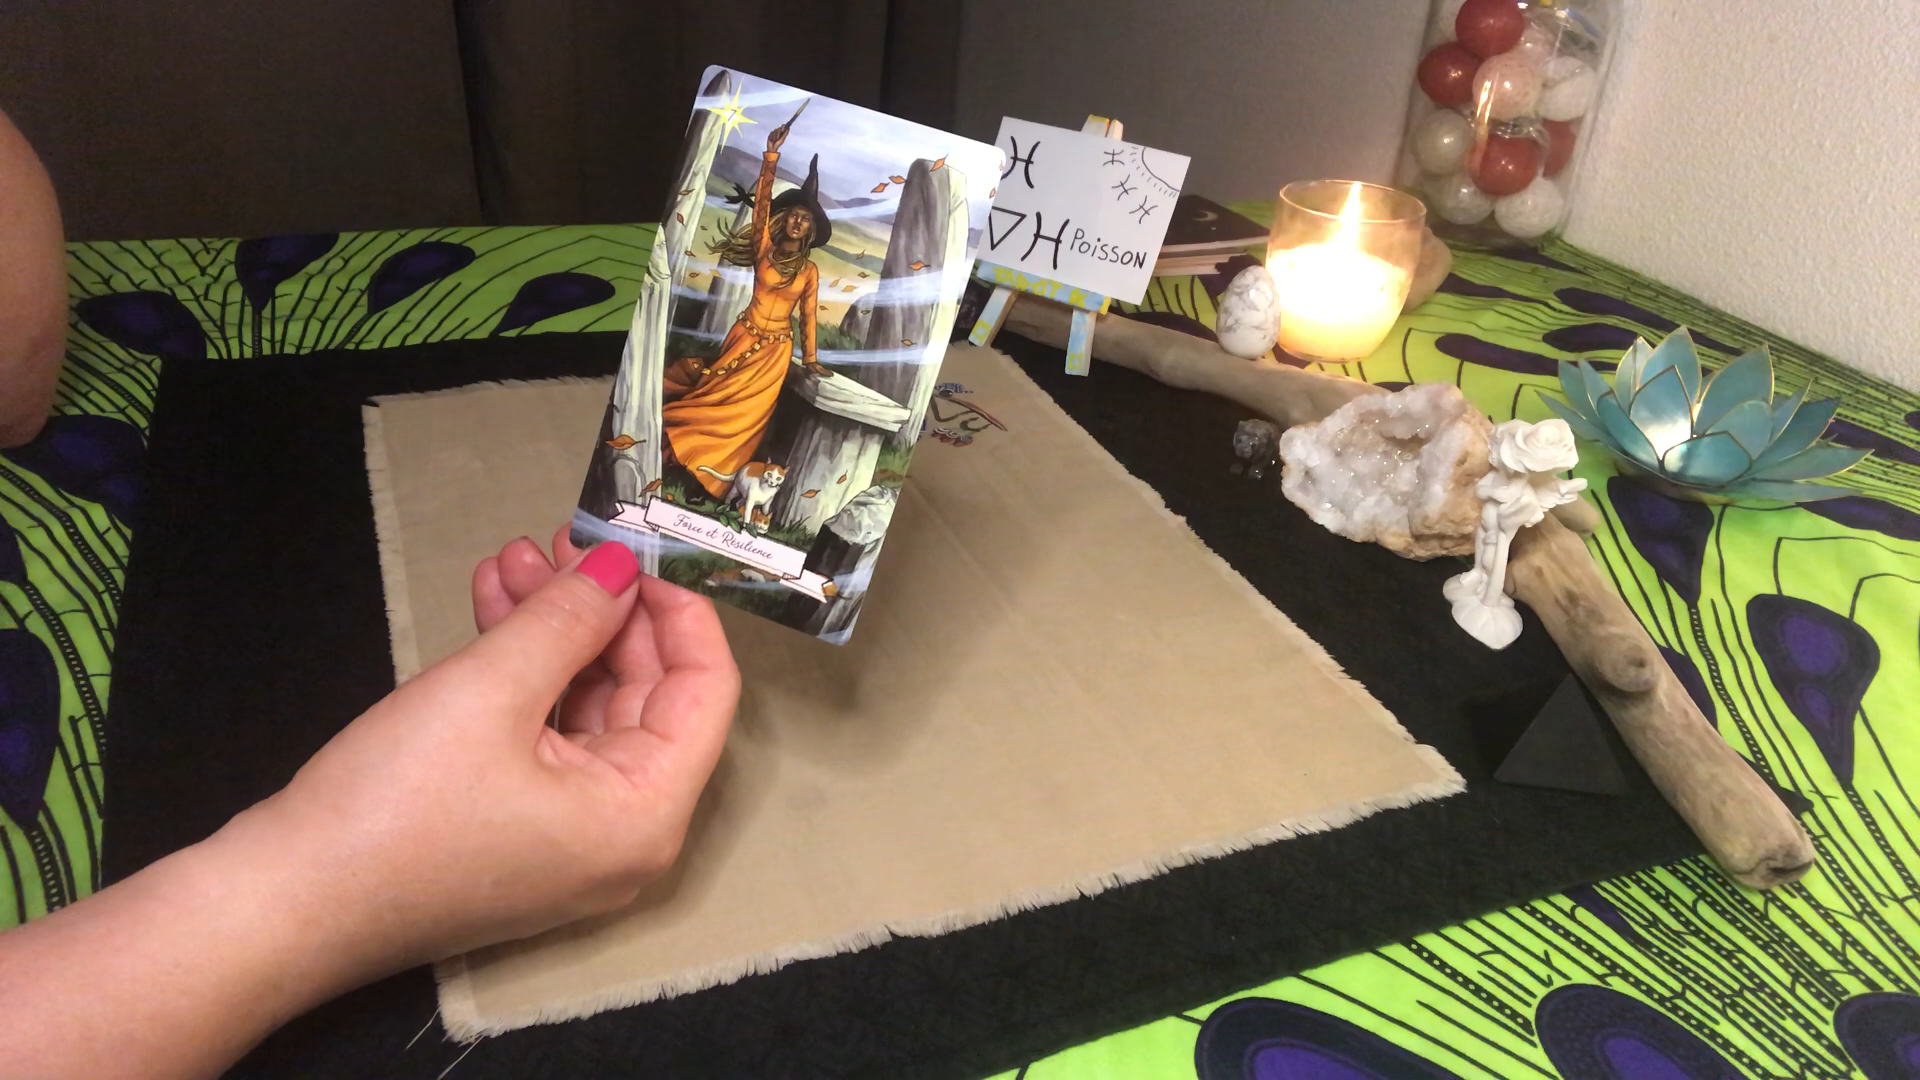 Force et Résilience
♓
▽♓ Poisson